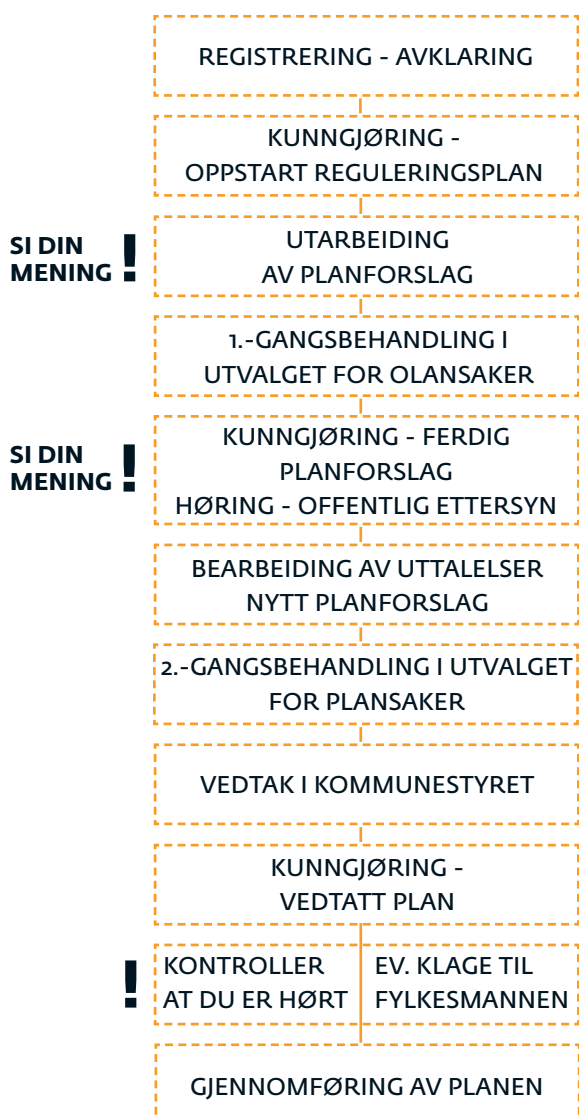 REGISTRERING - AVKLARING
KUNNGJØRING -
OPPSTART REGULERINGSPLAN
SI DIN
MENING !
UTARBEIDING
AV PLANFORSLAG
1.-GANGSBEHANDLING I
UTVALGET FOR OLANSAKER
SI DIN
MENING !
KUNNGJØRING - FERDIG
PLANFORSLAG
HØRING - OFFENTLIG ETTERSYN
BEARBEIDING AV UTTALELSER
NYTT PLANFORSLAG
2.-GANGSBEHANDLING I UTVALGET
FOR PLANSAKER
VEDTAK I KOMMUNESTYRET
KUNNGJØRING -
VEDTATT PLAN
!
KONTROLLER
AT DU ER HØRT
EV. KLAGE TIL
FYLKESMANNEN
GJENNOMFØRING AV PLANEN